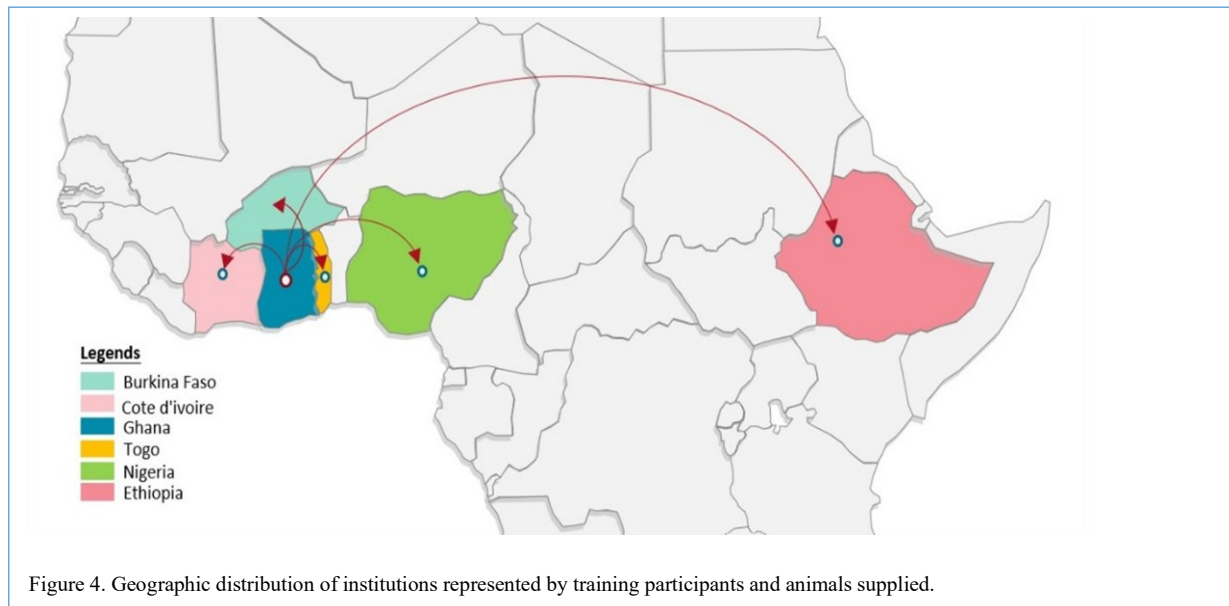 Legends
Burkina Faso
Cote d'ivoire
Ghana
Togo
Nigeria
Ethiopia
Figure 4. Geographic distribution of institutions represented by training participants and animals supplied.